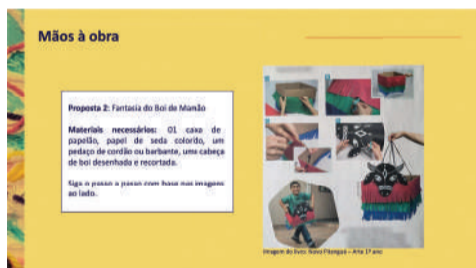 Mãos à obra
Proposta 2: Fantasia do Boi de Mamão
Materiais necessários: 01 caixa de
papelão, papel de seda colorido, um
pedaço de cordão ou barbante, uma cabeça
de boi desenhada e recortada.
Siga o passo a passo com base nas imagens
ao lado.
Imagem do livro: Novo Pitanguá – Arte 1º ano